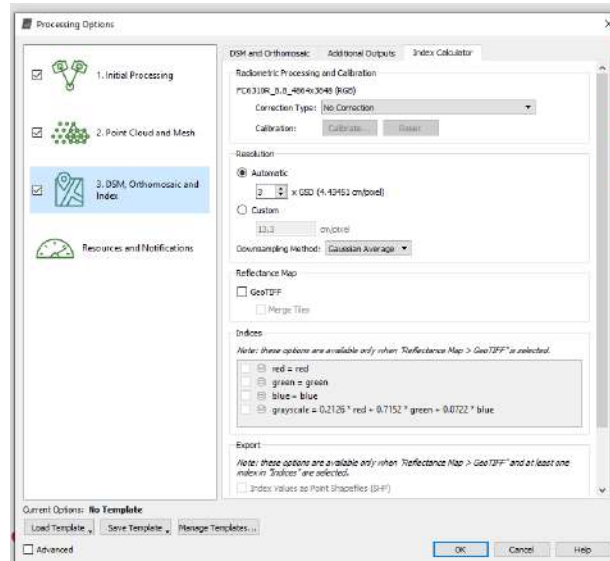 Processing Options
1. Initial Processing
2. Point Cloud and Mesh
3. DSM, Orthomosaic and
Index
Resources and Notifications
DSM and Orthomosaic Additional Outputs Index Calculator
Radiometric Processing and Calibration
FC6310R_8.8_4864x3648 (RGB)
Correction Type: No Correction
Calibration: Calibrate... Reset
Resolution
Automatic
3 x GSD (4.43451 cm/pixel)
Custom
13.3 cm/pixel
Downsampling Method: Gaussian Average
Reflectance Map
GeoTIFF
Merge Tiles
Indices
Note: these options are available only when "Reflectance Map > GeoTIFF" is selected.
red = red
green = green
blue = blue
grayscale = 0.2126 * red + 0.7152 * green + 0.0722 * blue
Export
Note: these options are available only when "Reflectance Map > GeoTIFF" and at least one
index in "Indices" are selected.
Index Values as Point Shapefiles (SHP)
Current Options: No Template
Load Template Save Template Manage Templates...
Advanced
OK Cancel Help